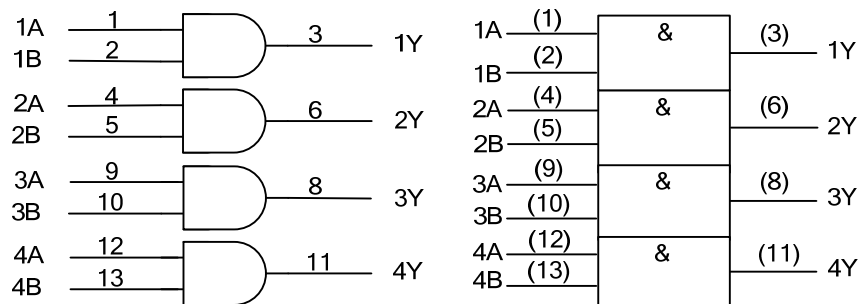 1A 1
1B 2
3 1Y
2A 4
2B 5
6 2Y
3A 9
3B 10
8 3Y
4A 12
4B 13
11 4Y
1A (1)
1B (2)
& (3) 1Y
2A (4)
2B (5)
& (6) 2Y
3A (9)
3B (10)
& (8) 3Y
4A (12)
4B (13)
& (11) 4Y